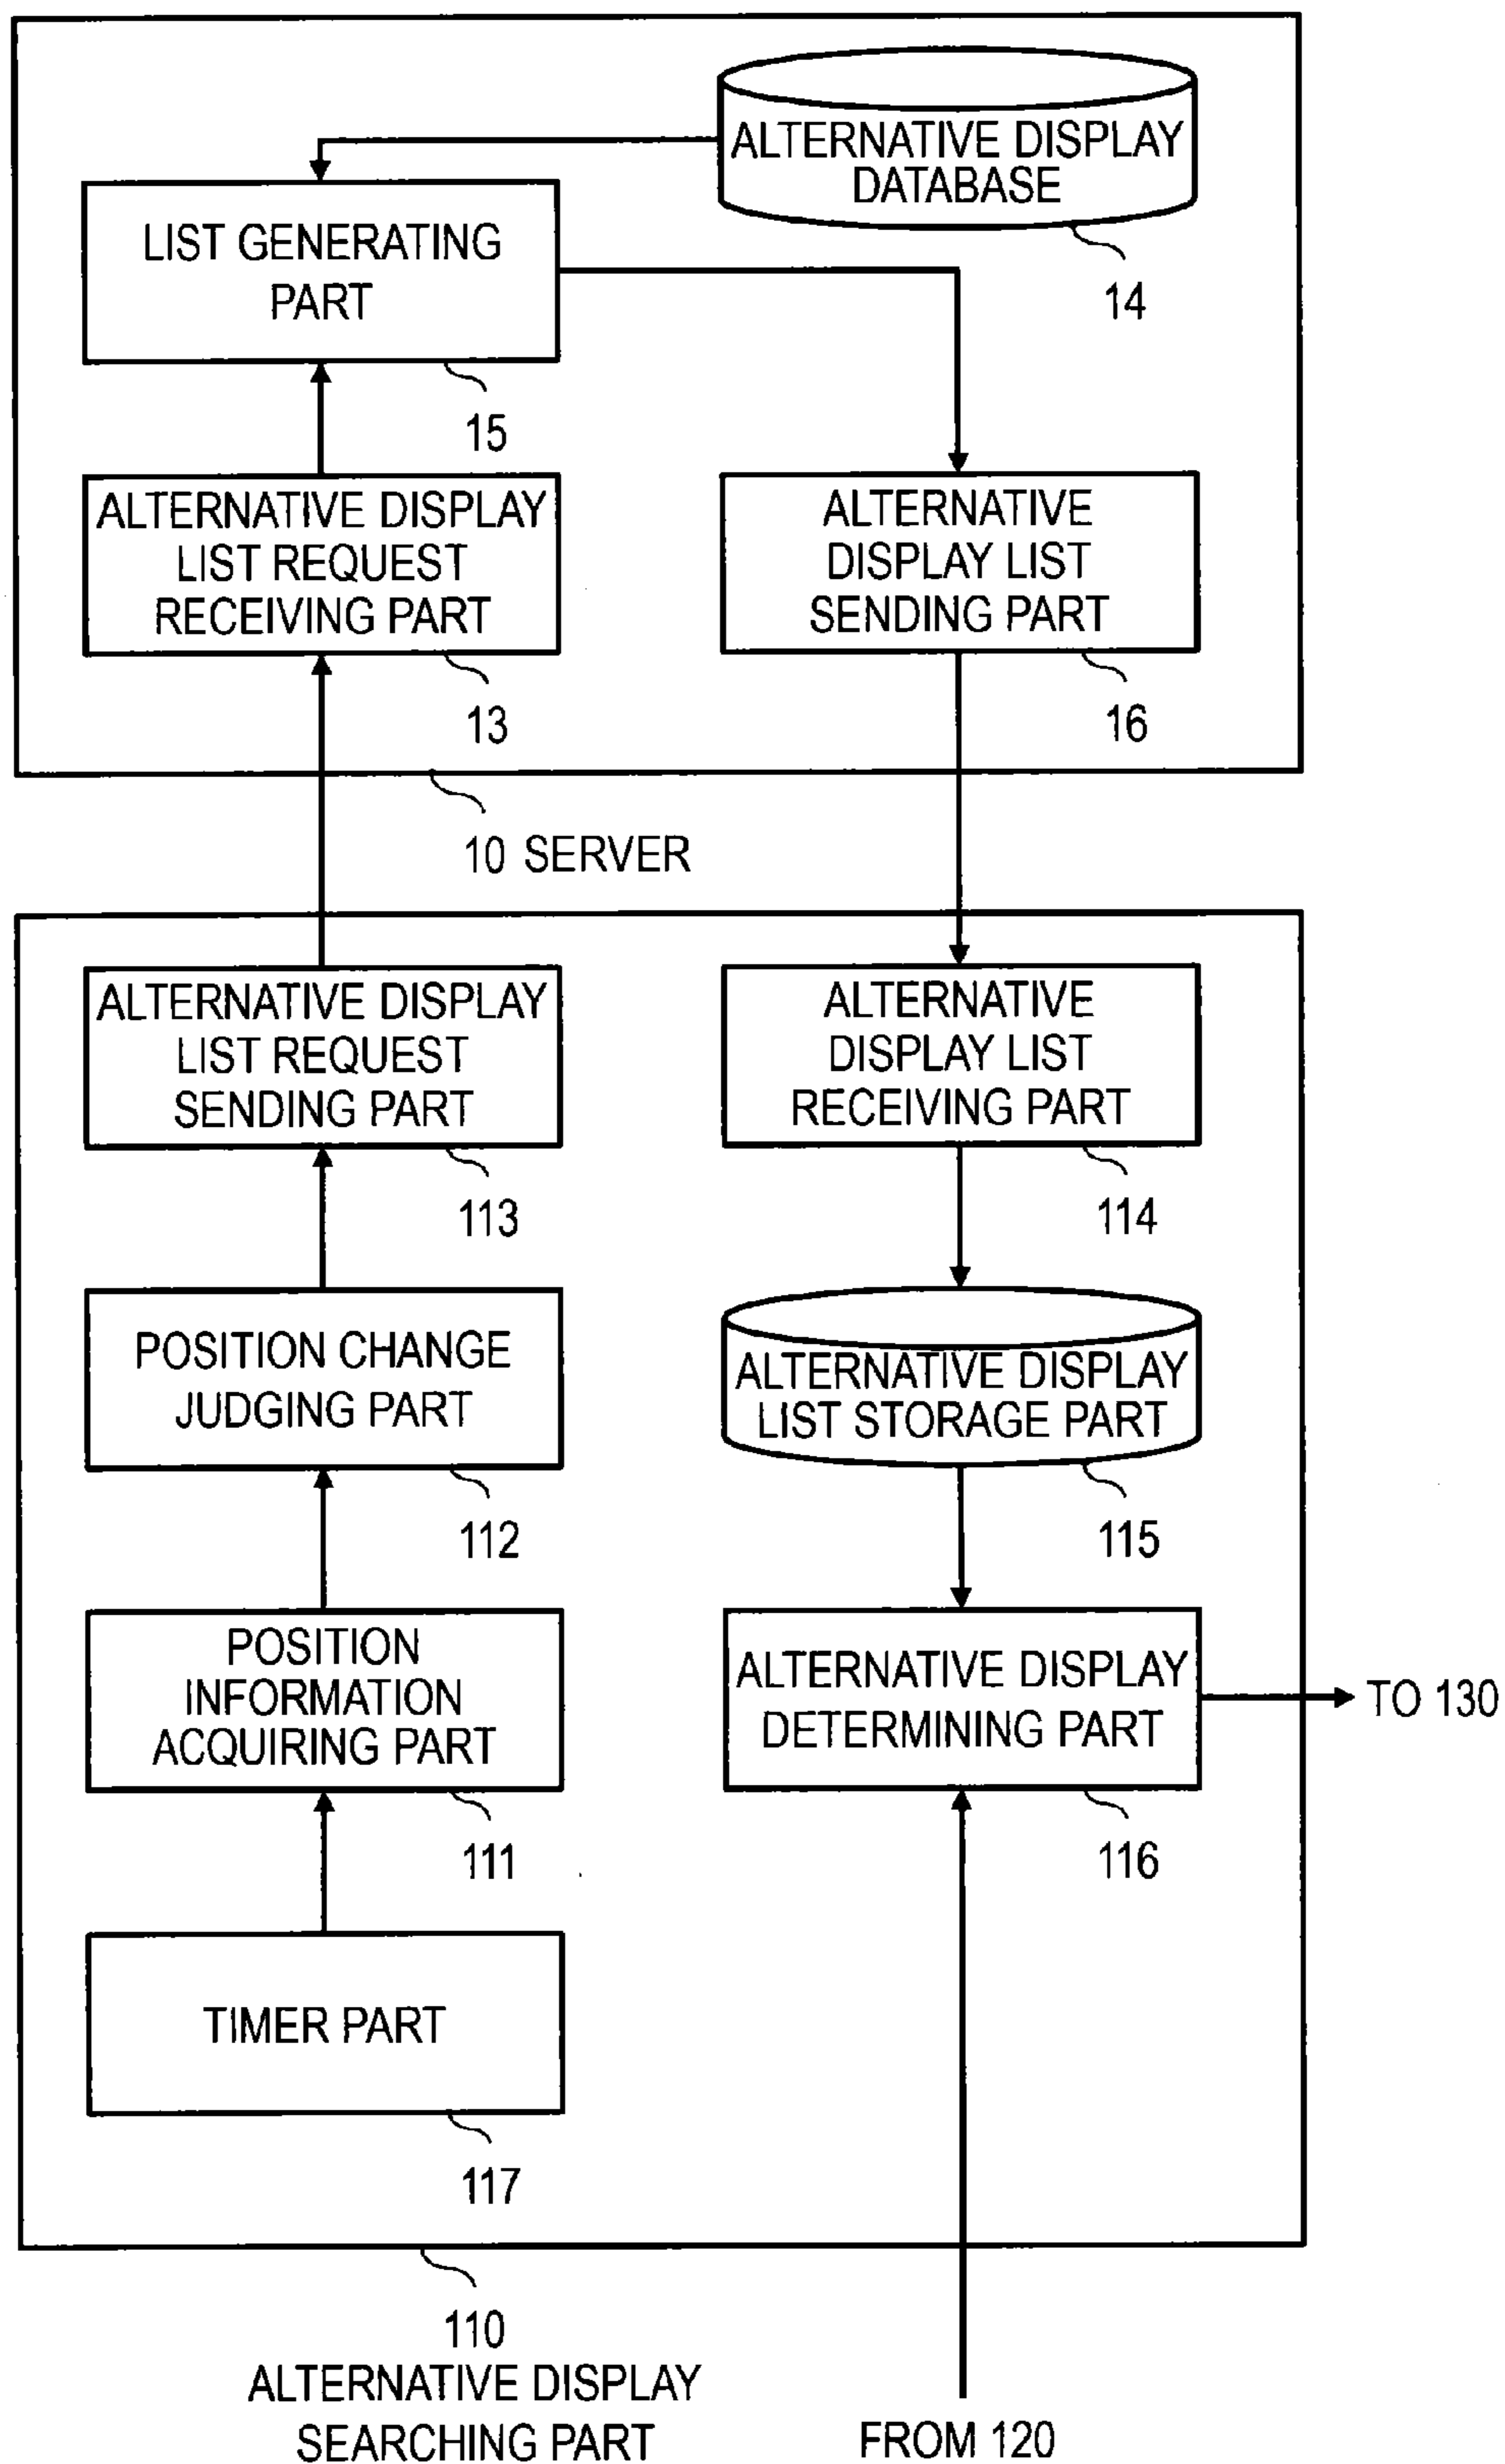 ALTERNATIVE DISPLAY
DATABASE
14
LIST GENERATING
PART
15
ALTERNATIVE DISPLAY
LIST REQUEST
RECEIVING PART
13
ALTERNATIVE
DISPLAY LIST
SENDING PART
16
10 SERVER
ALTERNATIVE DISPLAY
LIST REQUEST
SENDING PART
113
ALTERNATIVE
DISPLAY LIST
RECEIVING PART
114
POSITION CHANGE
JUDGING PART
112
ALTERNATIVE DISPLAY
LIST STORAGE PART
115
POSITION
INFORMATION
ACQUIRING PART
111
ALTERNATIVE DISPLAY
DETERMINING PART
116
TO 130
TIMER PART
117
110
ALTERNATIVE DISPLAY
SEARCHING PART
FROM 120